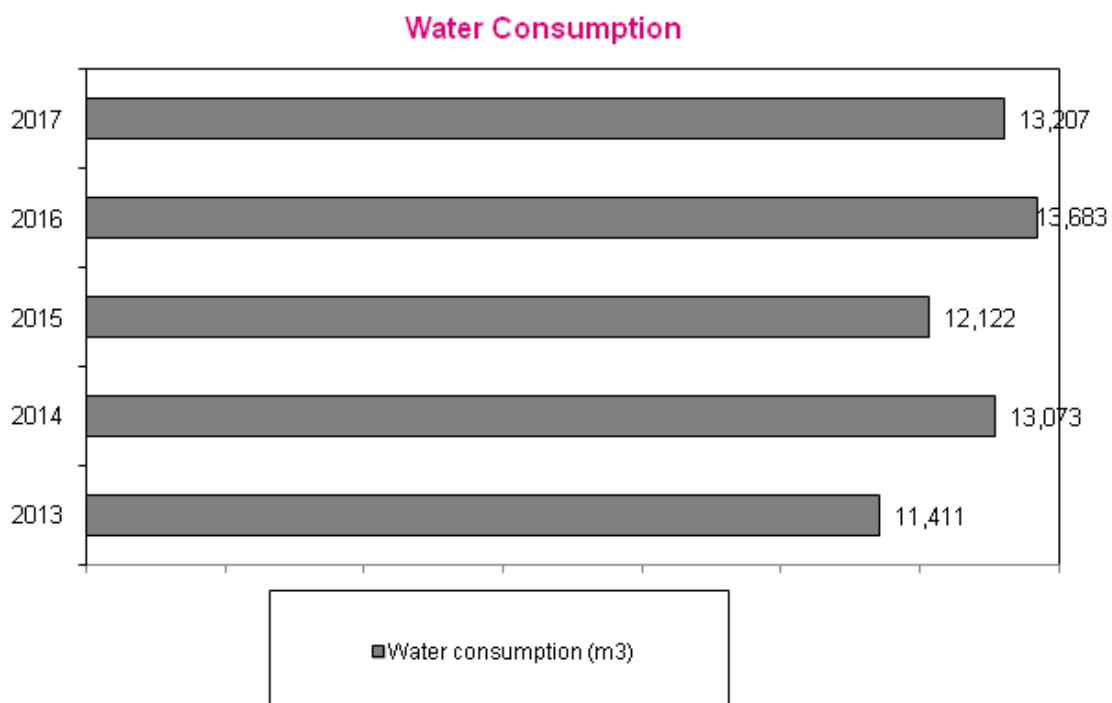 Water Consumption
2017 13,207
2016 13,683
2015 12,122
2014 13,073
2013 11,411
Water consumption (m3)